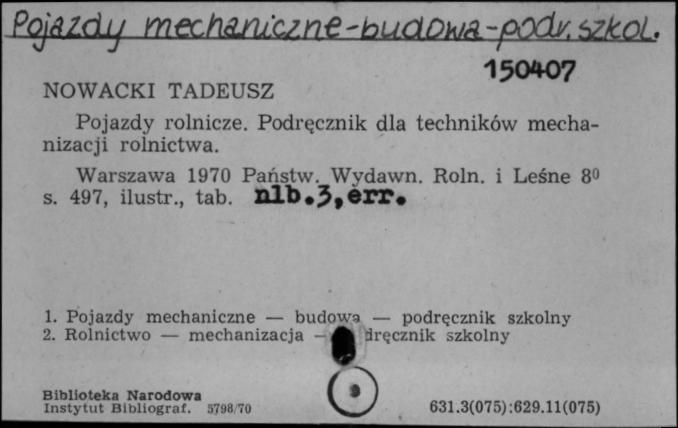 Pojazdy mechaniczne-budowa-podr. szkol.
150407
NOWACKI TADEUSZ
Pojazdy rolnicze. Podręcznik dla techników mecha-
nizacji rolnictwa.
Warszawa 1970 Państw. Wydawn. Roln. i Leśne 8⁰
s. 497, ilustr., tab. nlb.3,err.
1. Pojazdy mechaniczne — budowa — podręcznik szkolny
2. Rolnictwo — mechanizacja — dręcznik szkolny
Biblioteka Narodowa
Instytut Bibliograf. 5798/70 631.3(075):629.11(075)